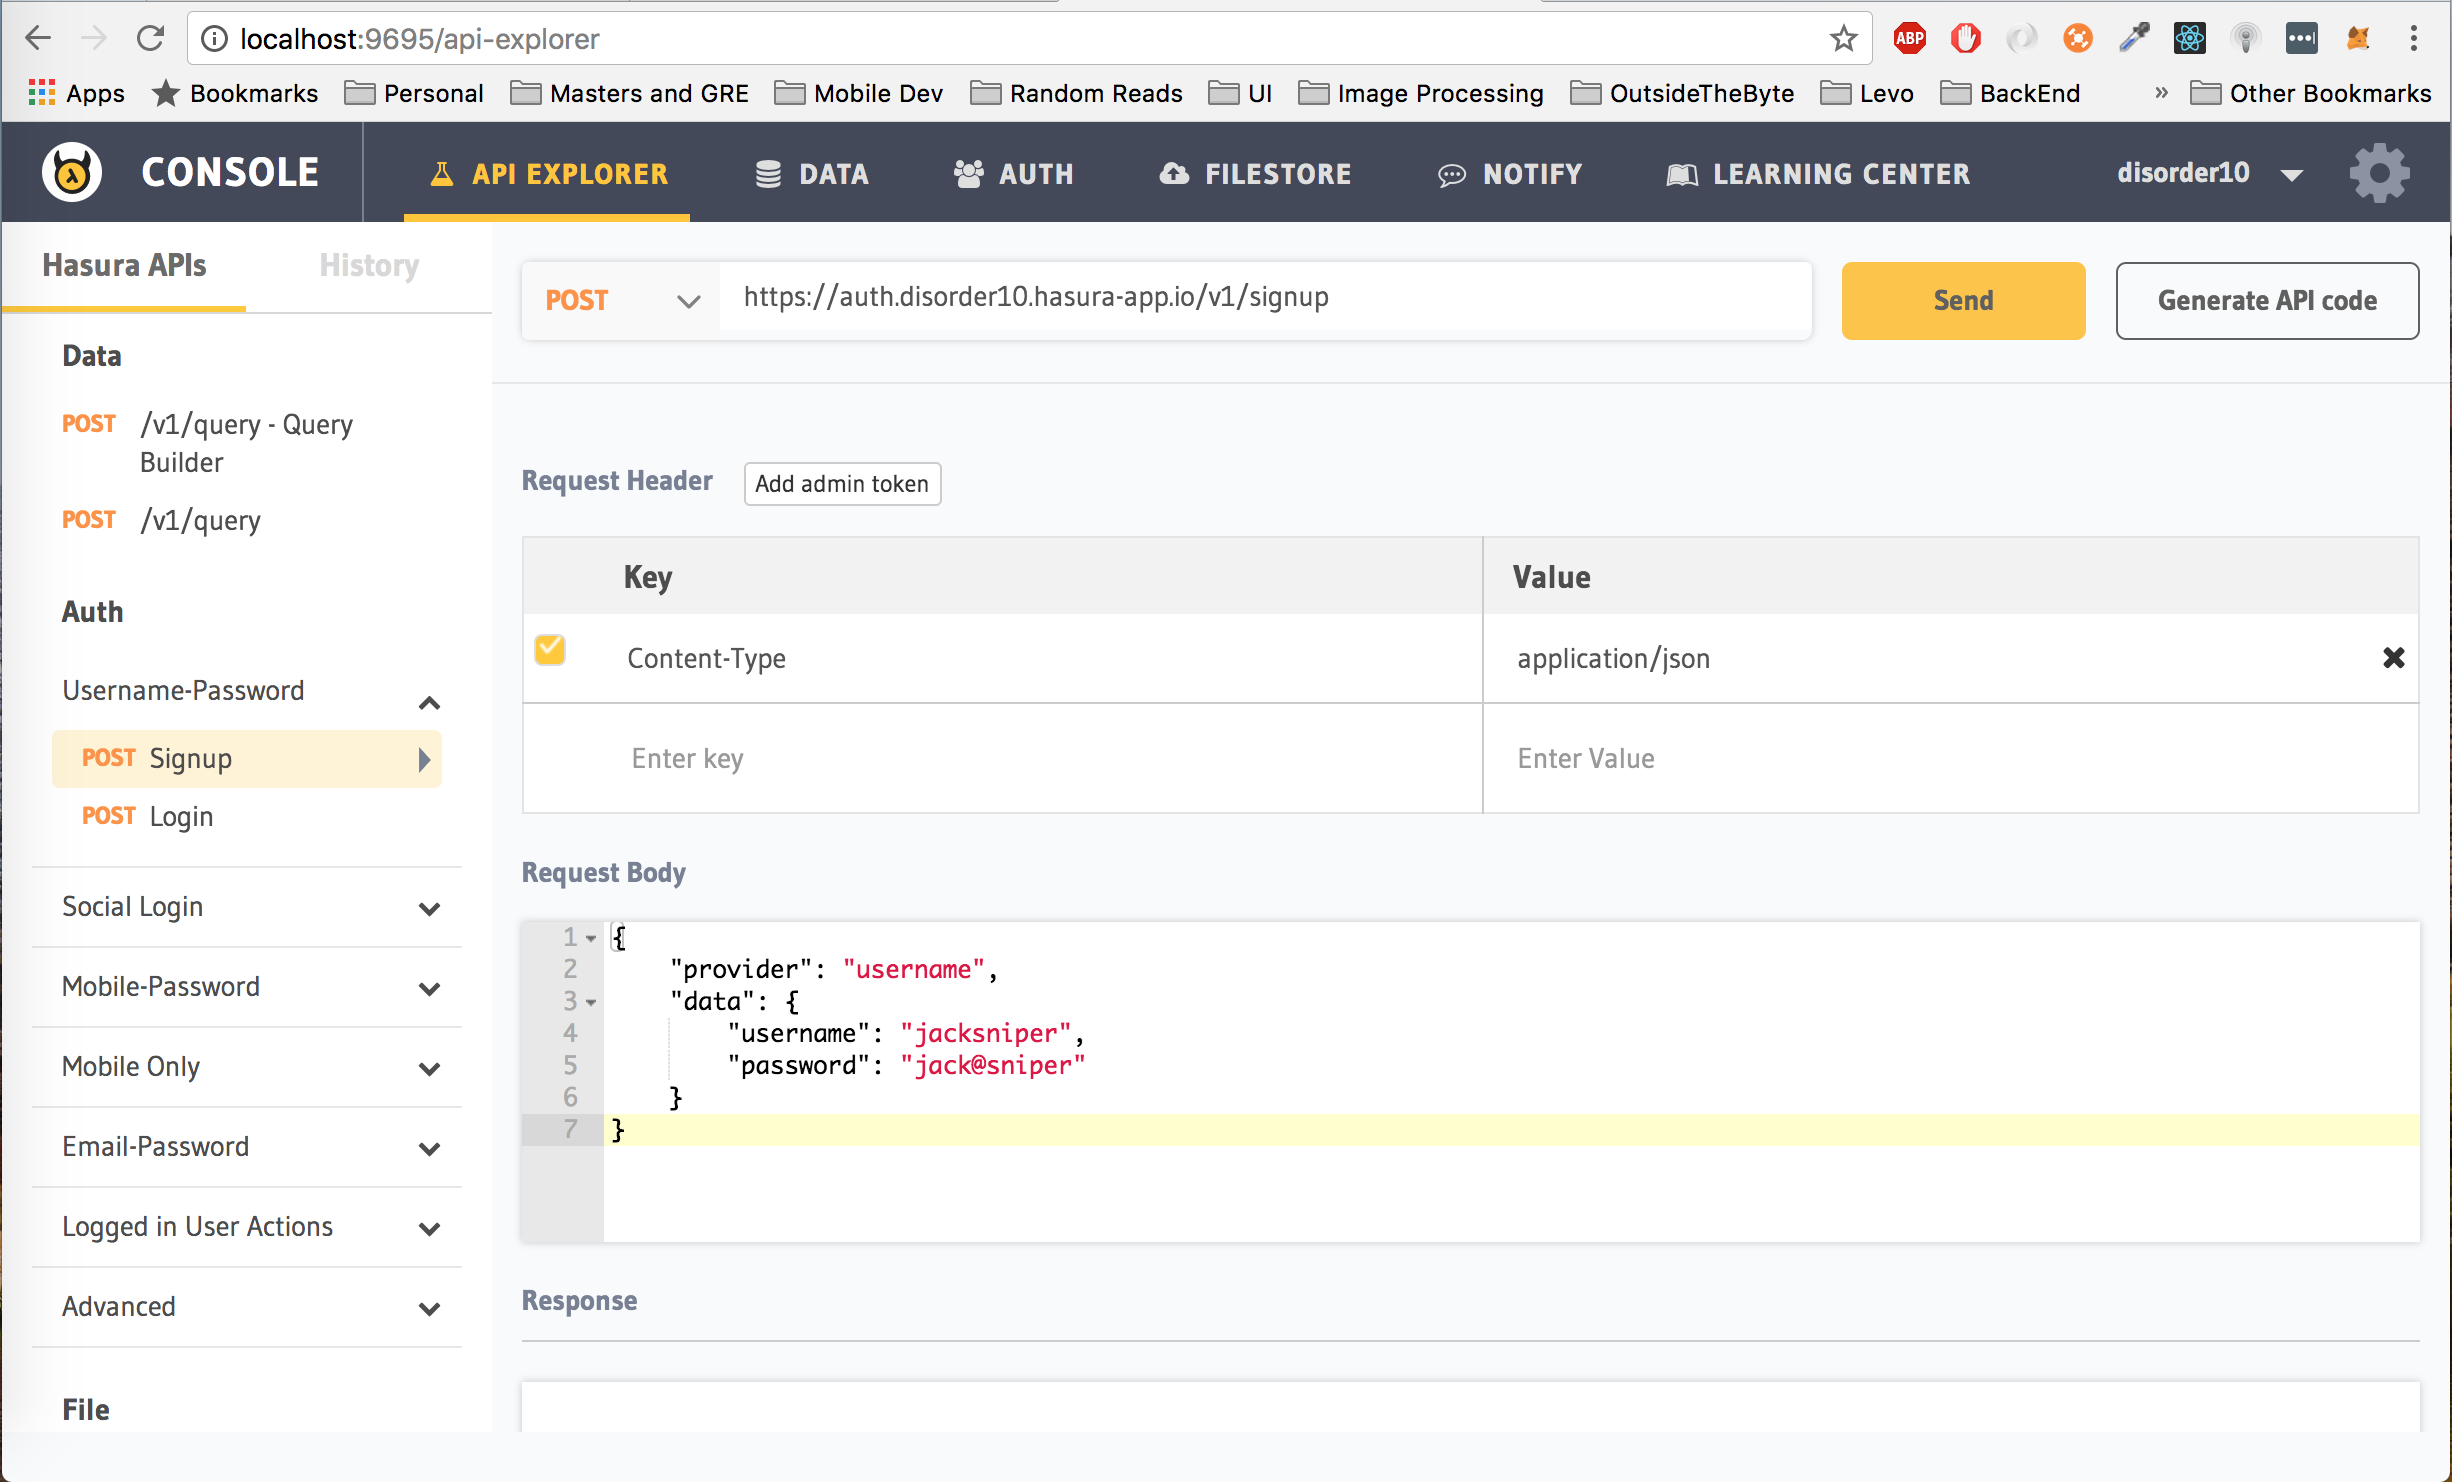 localhost:9695/api-explorer
ABP
Apps Bookmarks Personal Masters and GRE Mobile Dev Random Reads UI Image Processing OutsideTheByte Levo BackEnd » Other Bookmarks
CONSOLE API EXPLORER DATA AUTH FILESTORE NOTIFY LEARNING CENTER disorder10
Hasura APIs History
POST https://auth.disorder10.hasura-app.io/v1/signup Send Generate API code
Data
POST /v1/query - Query
Builder
POST /v1/query
Auth
Username-Password
POST Signup
POST Login
Social Login
Mobile-Password
Mobile Only
Email-Password
Logged in User Actions
Advanced
File
Request Header Add admin token
Key Value
Content-Type application/json
Enter key Enter Value
Request Body
1 {
2 "provider": "username",
3 "data": {
4 "username": "jacksniper",
5 "password": "jack@sniper"
6 }
7 }
Response